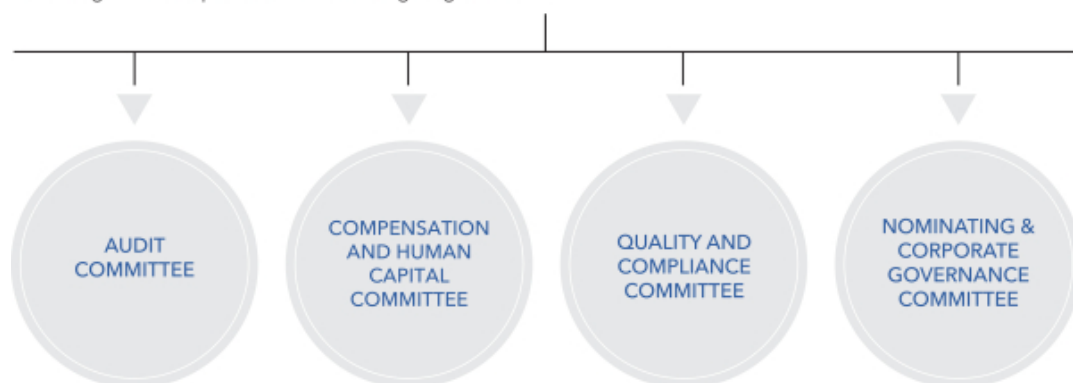 AUDIT
COMMITTEE
COMPENSATION
AND HUMAN
CAPITAL
COMMITTEE
QUALITY AND
COMPLIANCE
COMMITTEE
NOMINATING &
CORPORATE
GOVERNANCE
COMMITTEE